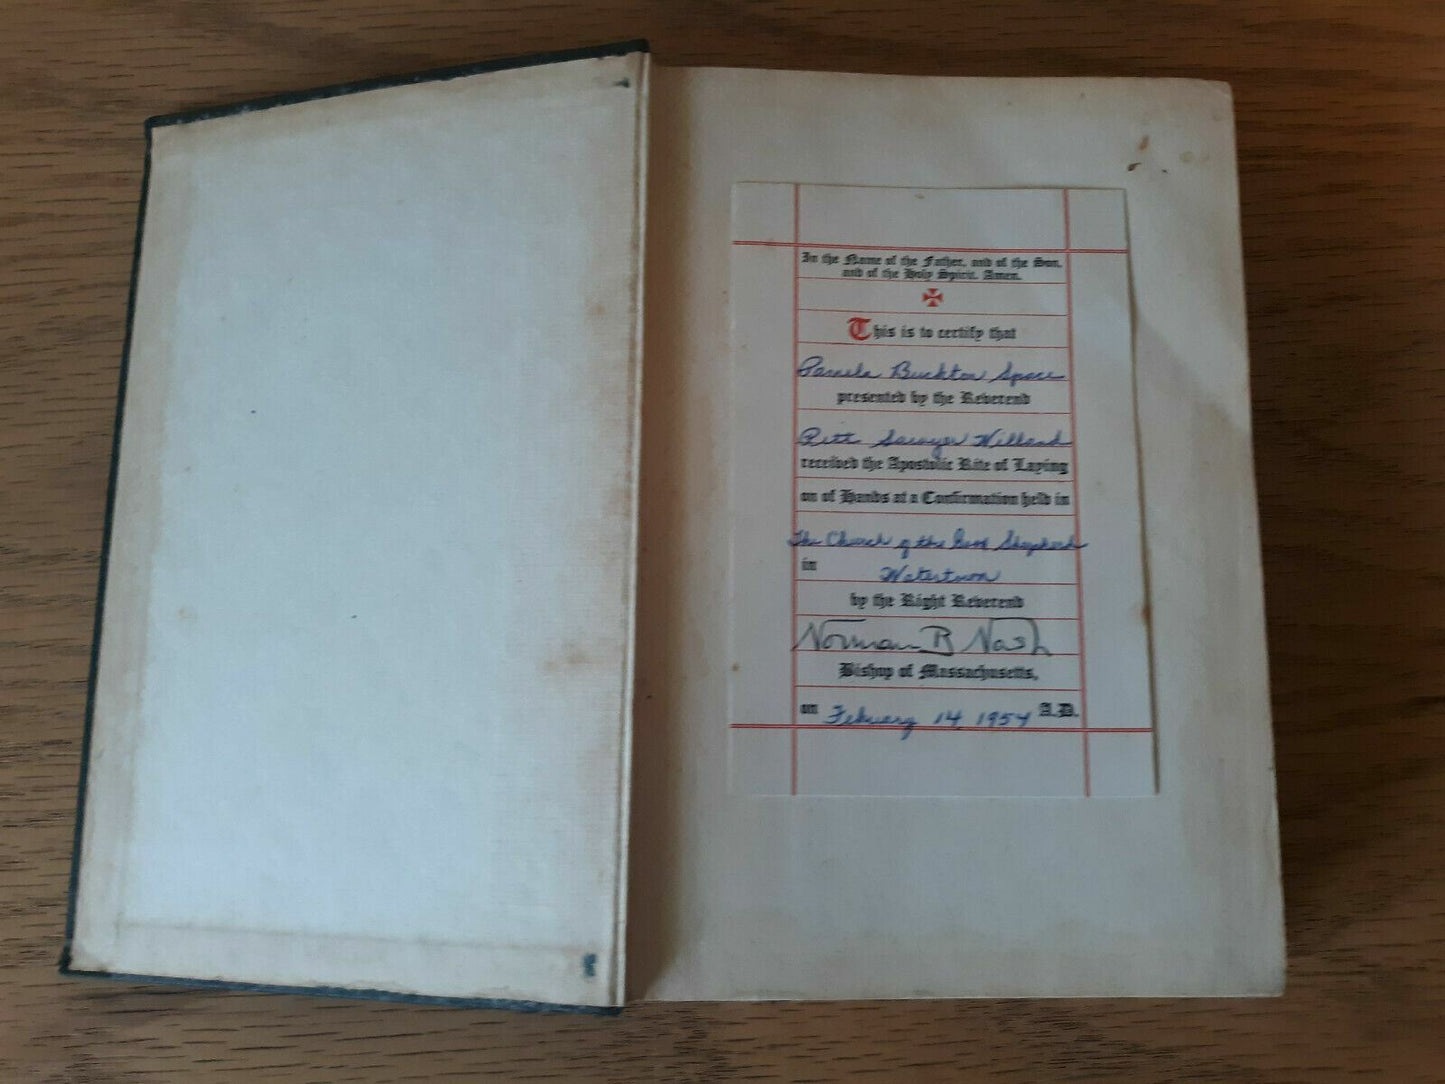 In the Name of the Father, and of the Son,
and of the Holy Spirit. Amen.
This is to certify that
Pamela Buckton
presented by the Reverend
Sawyer Willard
received the Apostolic Rite of Laying
on of Hands at a Confirmation held in
The Church of the Good Shepherd
in Watertown
by the Right Reverend
Norman B Nash
Bishop of Massachusetts,
on February 14, 1954 A.D.